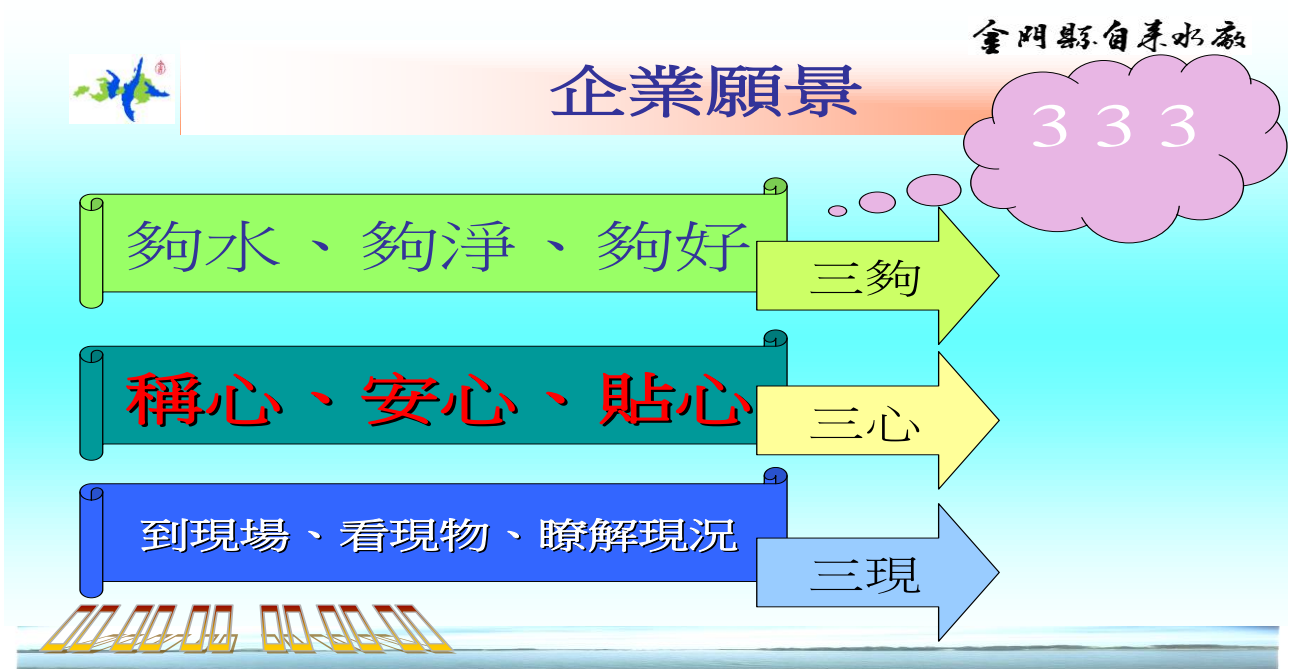 金門縣自來水廠
企業願景
３３３
夠水、夠淨、夠好
三夠
稱心、安心、貼心
三心
到現場、看現物、瞭解現況
三現